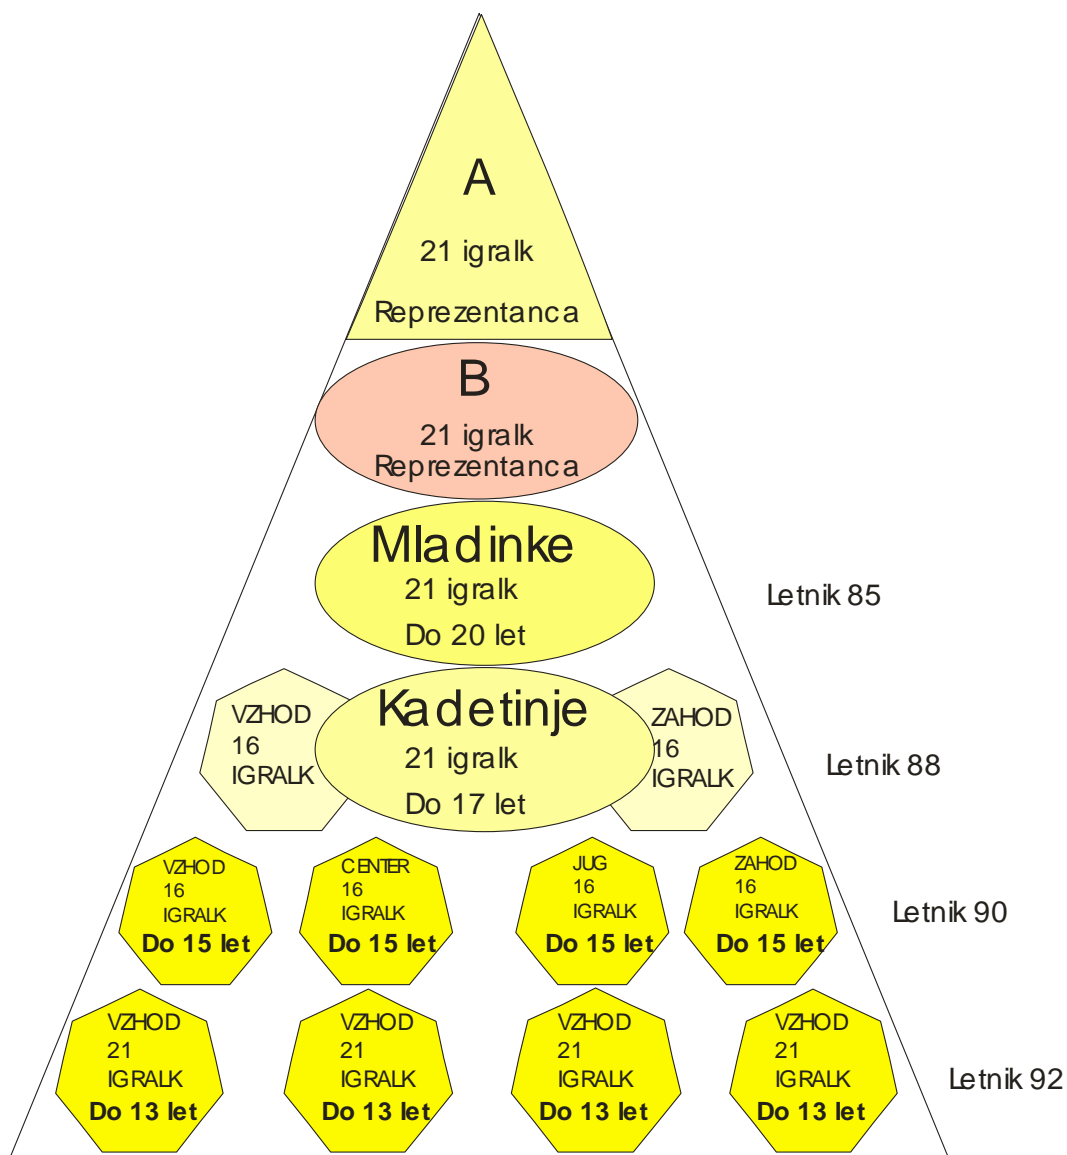 A
21 igralk
Reprezentanca
B
21 igralk
Reprezentanca
Mladinke
21 igralk
Do 20 let
Letnik 85
VZHOD
16
IGRALK
Kadetinje
21 igralk
Do 17 let
ZAHOD
16
IGRALK
Letnik 88
VZHOD
16
IGRALK
Do 15 let
CENTER
16
IGRALK
Do 15 let
JUG
16
IGRALK
Do 15 let
ZAHOD
16
IGRALK
Do 15 let
Letnik 90
VZHOD
21
IGRALK
Do 13 let
VZHOD
21
IGRALK
Do 13 let
VZHOD
21
IGRALK
Do 13 let
VZHOD
21
IGRALK
Do 13 let
Letnik 92